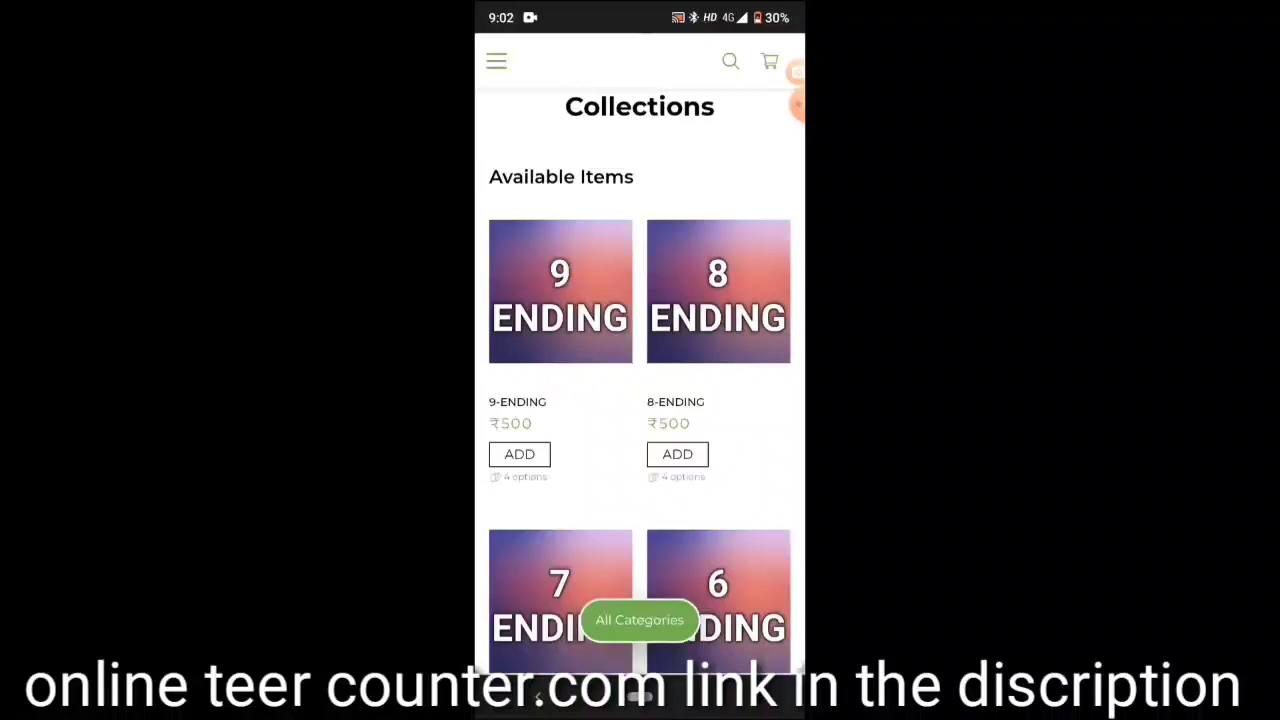 9:02 HD 4G 30%
Collections
Available Items
9 ENDING
8 ENDING
9-ENDING
8-ENDING
₹500
₹500
ADD
ADD
4 options
4 options
7
6
All Categories
online teer counter.com link in the discription